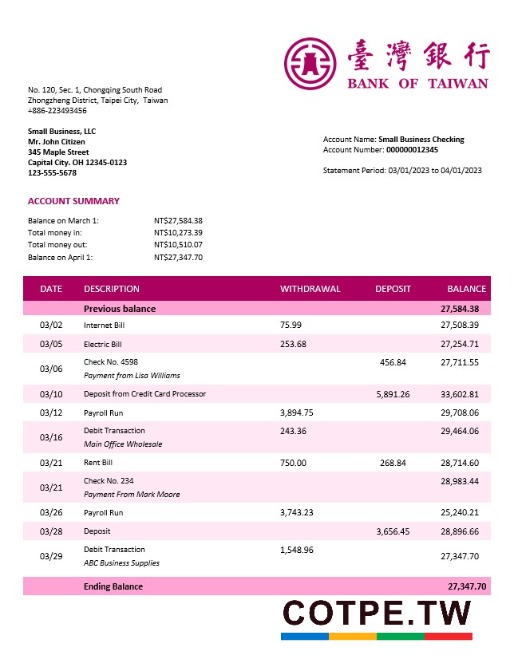 臺灣銀行
BANK OF TAIWAN
No. 120, Sec. 1, Chongqing South Road
Zhongzheng District, Taipei City, Taiwan
+886-223493456
Small Business, LLC
Mr. John Citizen
345 Maple Street
Capital City. OH 12345-0123
123-555-5678
Account Name: Small Business Checking
Account Number: 000000012345
Statement Period: 03/01/2023 to 04/01/2023
ACCOUNT SUMMARY
Balance on March 1: NT$27,584.38
Total money in: NT$10,273.39
Total money out: NT$10,510.07
Balance on April 1: NT$27,347.70
DATE DESCRIPTION WITHDRAWAL DEPOSIT BALANCE
Previous balance 27,584.38
03/02 Internet Bill 75.99 27,508.39
03/05 Electric Bill 253.68 27,254.71
03/06 Check No. 4598 456.84 27,711.55
Payment from Lisa Williams
03/10 Deposit from Credit Card Processor 5,891.26 33,602.81
03/12 Payroll Run 3,894.75 29,708.06
03/16 Debit Transaction 243.36 29,464.06
Main Office Wholesale
03/21 Rent Bill 750.00 268.84 28,714.60
03/21 Check No. 234 28,983.44
Payment From Mark Moore
03/26 Payroll Run 3,743.23 25,240.21
03/28 Deposit 3,656.45 28,896.66
03/29 Debit Transaction 1,548.96 27,347.70
ABC Business Supplies
Ending Balance 27,347.70
COTPE.TW